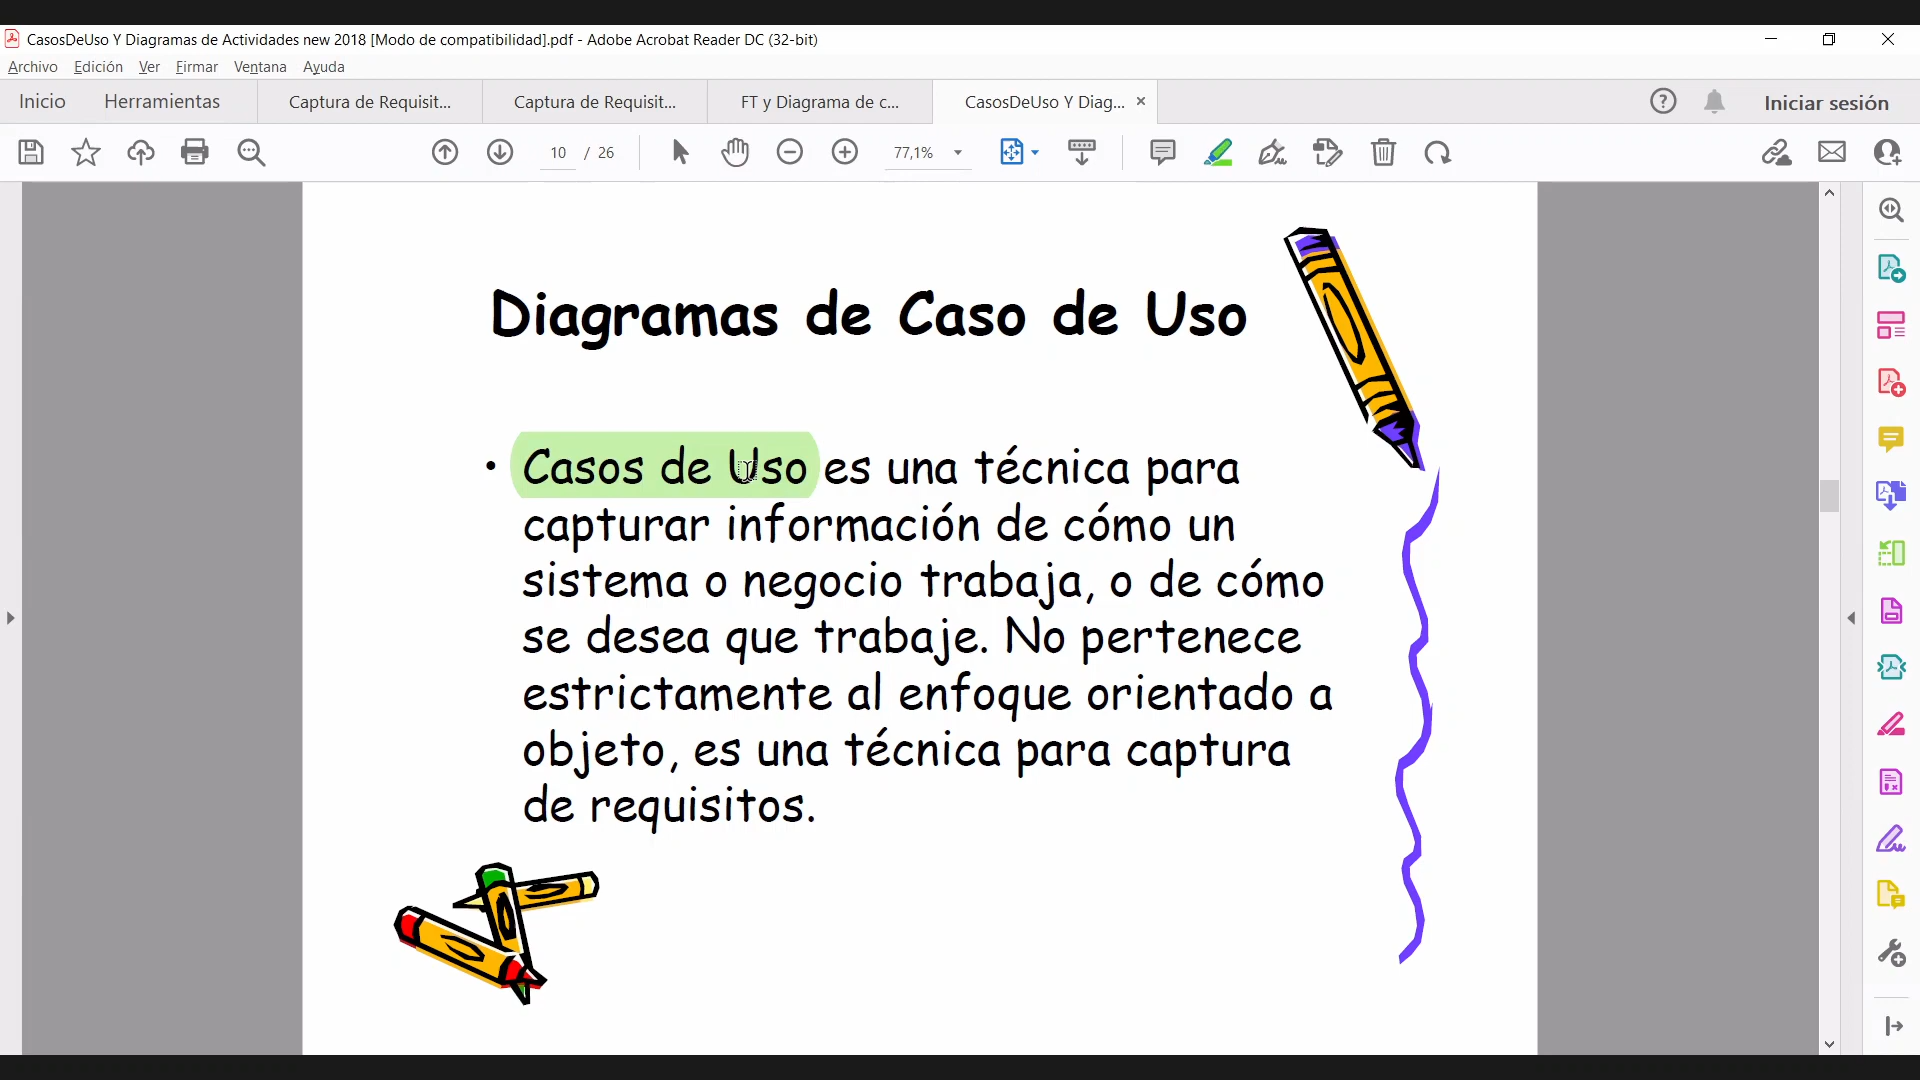 CasosDeUso Y Diagramas de Actividades new 2018 [Modo de compatibilidad].pdf - Adobe Acrobat Reader DC (32-bit)
Archivo Edición Ver Firmar Ventana Ayuda
Inicio Herramientas Captura de Requisit... Captura de Requisit... FT y Diagrama de c... CasosDeUso Y Diag... Iniciar sesión
10 / 26 77,1%
Diagramas de Caso de Uso
• Casos de Uso es una técnica para
capturar información de cómo un
sistema o negocio trabaja, o de cómo
se desea que trabaje. No pertenece
estrictamente al enfoque orientado a
objeto, es una técnica para captura
de requisitos.